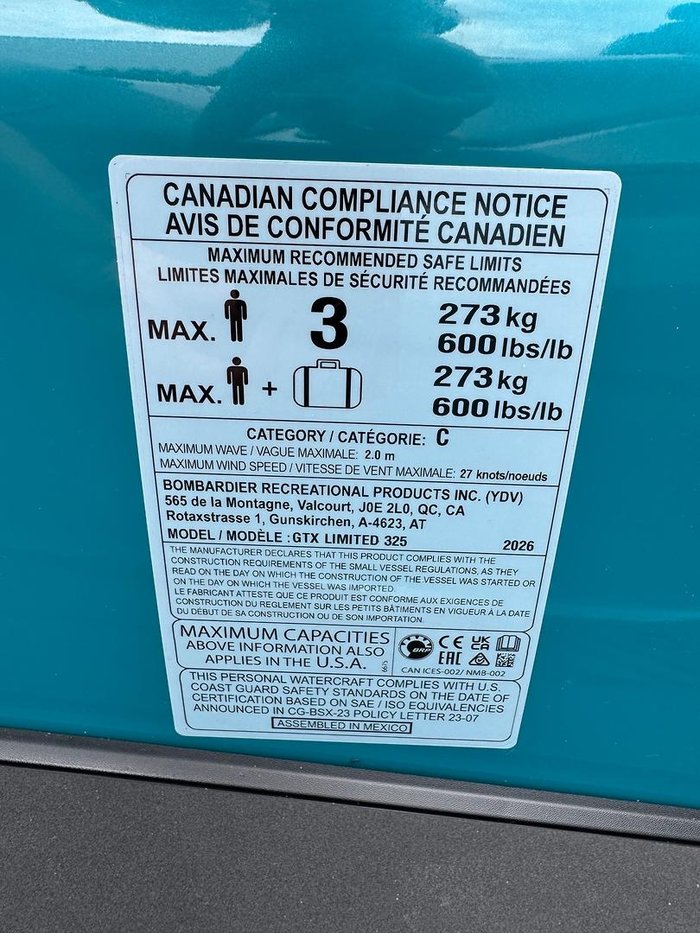 CANADIAN COMPLIANCE NOTICE
AVIS DE CONFORMITÉ CANADIEN
MAXIMUM RECOMMENDED SAFE LIMITS
LIMITES MAXIMALES DE SÉCURITÉ RECOMMANDÉES
MAX. 3 273 kg
600 lbs/lb
MAX. + 273 kg
600 lbs/lb
CATEGORY / CATÉGORIE: C
MAXIMUM WAVE / VAGUE MAXIMALE: 2.0 m
MAXIMUM WIND SPEED / VITESSE DE VENT MAXIMALE: 27 knots/noeuds
BOMBARDIER RECREATIONAL PRODUCTS INC. (YDV)
565 de la Montagne, Valcourt, J0E 2L0, QC, CA
Rotaxstrasse 1, Gunskirchen, A-4623, AT
MODEL / MODÈLE : GTX LIMITED 325 2026
THE MANUFACTURER DECLARES THAT THIS PRODUCT COMPLIES WITH THE
CONSTRUCTION REQUIREMENTS OF THE SMALL VESSEL REGULATIONS, AS THEY
READ ON THE DAY ON WHICH THE CONSTRUCTION OF THE VESSEL WAS STARTED OR
ON THE DAY ON WHICH THE VESSEL WAS IMPORTED.
LE FABRICANT ATTESTE QUE CE PRODUIT EST CONFORME AUX EXIGENCES DE
CONSTRUCTION DU REGLEMENT SUR LES PETITS BÂTIMENTS EN VIGUEUR À LA DATE
DU DÉBUT DE SA CONSTRUCTION OU DE SON IMPORTATION.
MAXIMUM CAPACITIES
ABOVE INFORMATION ALSO
APPLIES IN THE U.S.A.
BRP CE UK CA
EAC
CAN ICES-002/ NMB-002
THIS PERSONAL WATERCRAFT COMPLIES WITH U.S.
COAST GUARD SAFETY STANDARDS ON THE DATE OF
CERTIFICATION BASED ON SAE / ISO EQUIVALENCIES
ANNOUNCED IN CG-BSX-23 POLICY LETTER 23-07
ASSEMBLED IN MEXICO